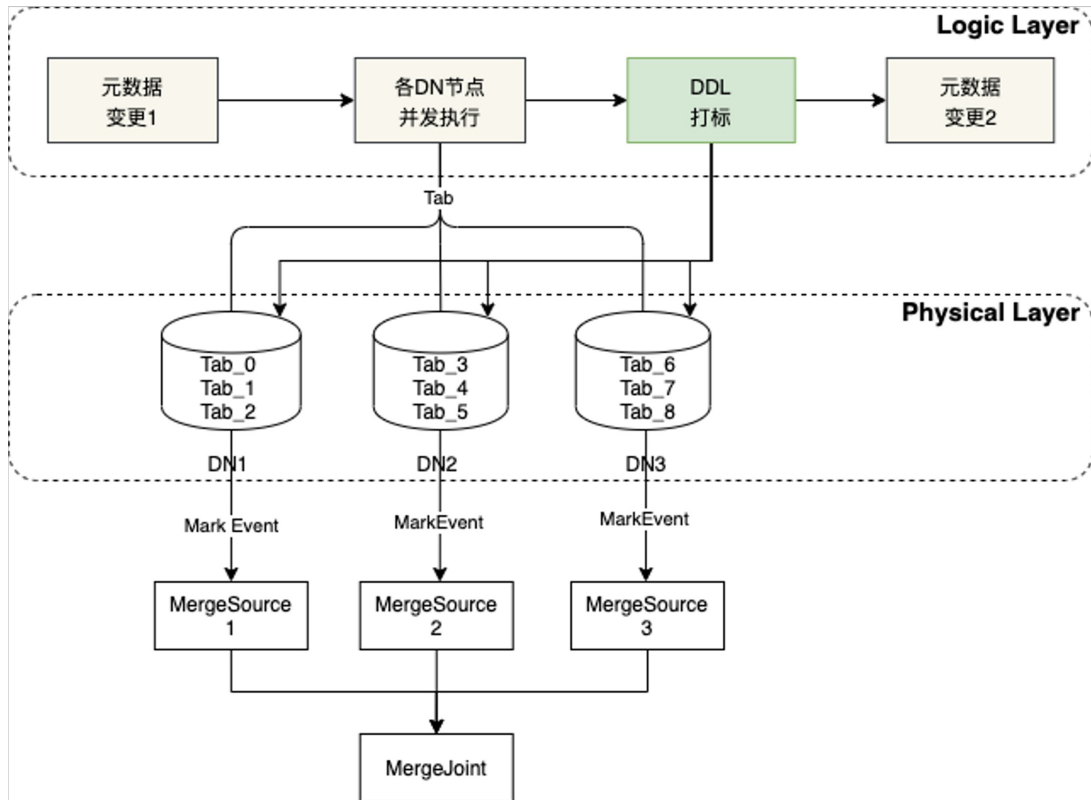 Logic Layer
元数据
变更1
各DN节点
并发执行
DDL
打标
元数据
变更2
Tab
Physical Layer
Tab_0
Tab_1
Tab_2
Tab_3
Tab_4
Tab_5
Tab_6
Tab_7
Tab_8
DN1
DN2
DN3
Mark Event
MarkEvent
MarkEvent
MergeSource
1
MergeSource
2
MergeSource
3
MergeJoint